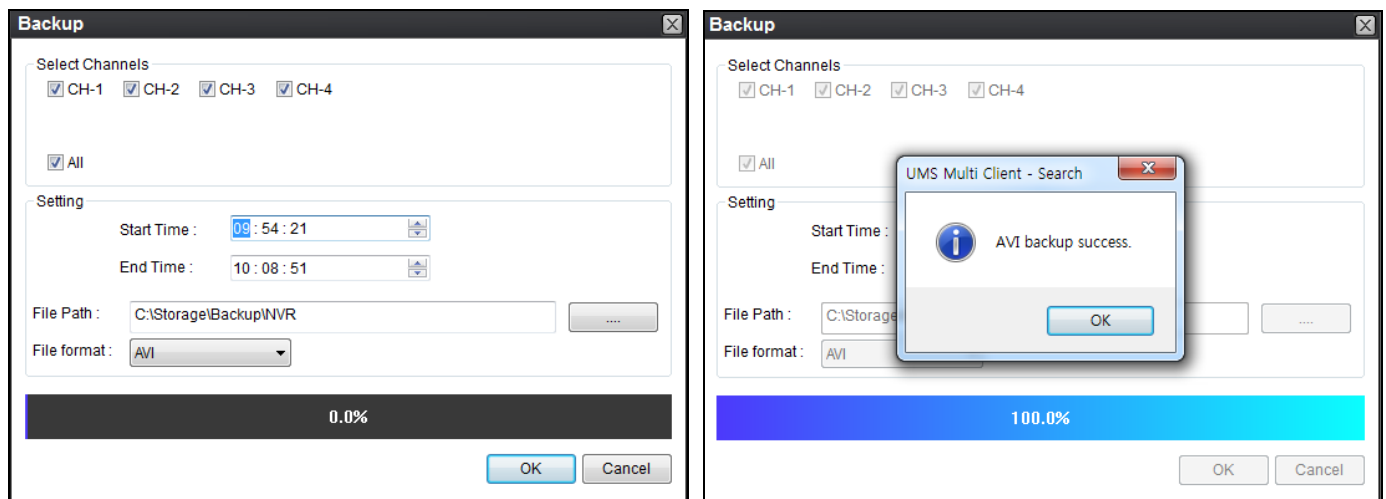 Backup
Select Channels
CH-1 CH-2 CH-3 CH-4
All
Setting
Start Time : 09 : 54 : 21
End Time : 10 : 08 : 51
File Path : C:\Storage\Backup\NVR ....
File format : AVI
0.0%
OK Cancel
Backup
Select Channels
CH-1 CH-2 CH-3 CH-4
All
Setting
Start Time :
End Time :
File Path : C:\Storage ....
File format : AVI
UMS Multi Client - Search
AVI backup success.
OK
100.0%
OK Cancel